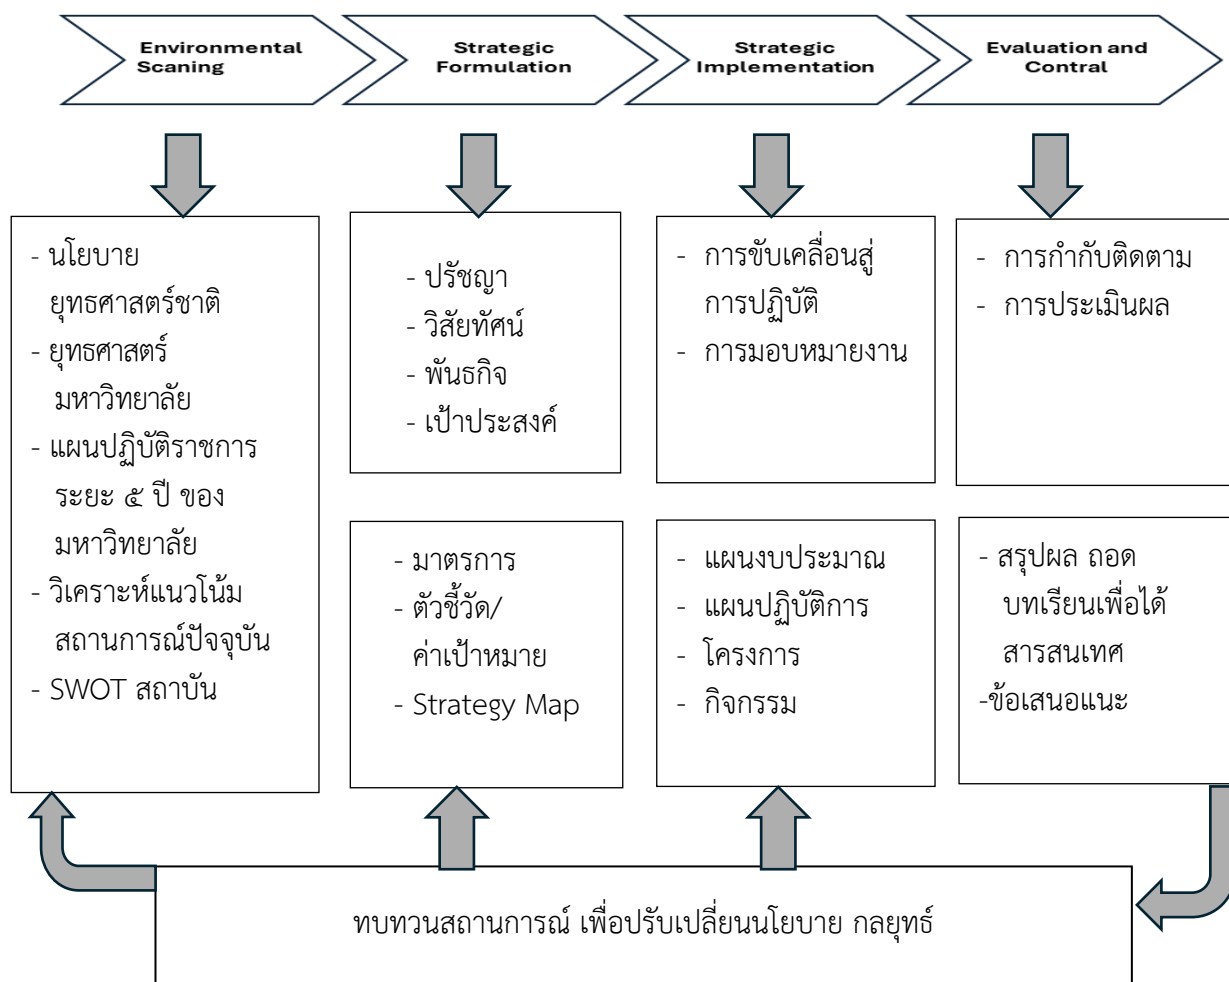 Environmental
Scaning
Strategic
Formulation
Strategic
Implementation
Evaluation and
Contral
- นโยบาย
ยุทธศาสตร์ชาติ
- ยุทธศาสตร์
มหาวิทยาลัย
- แผนปฏิบัติราชการ
ระยะ ๕ ปี ของ
มหาวิทยาลัย
- วิเคราะห์แนวโน้ม
สถานการณ์ปัจจุบัน
- SWOT สถาบัน
- ปรัชญา
- วิสัยทัศน์
- พันธกิจ
- เป้าประสงค์
- มาตรการ
- ตัวชี้วัด/
ค่าเป้าหมาย
- Strategy Map
- การขับเคลื่อนสู่
การปฏิบัติ
- การมอบหมายงาน
- แผนงบประมาณ
- แผนปฏิบัติการ
- โครงการ
- กิจกรรม
- การกำกับติดตาม
- การประเมินผล
- สรุปผล ถอด
บทเรียนเพื่อได้
สารสนเทศ
-ข้อเสนอแนะ
ทบทวนสถานการณ์ เพื่อปรับเปลี่ยนนโยบาย กลยุทธ์